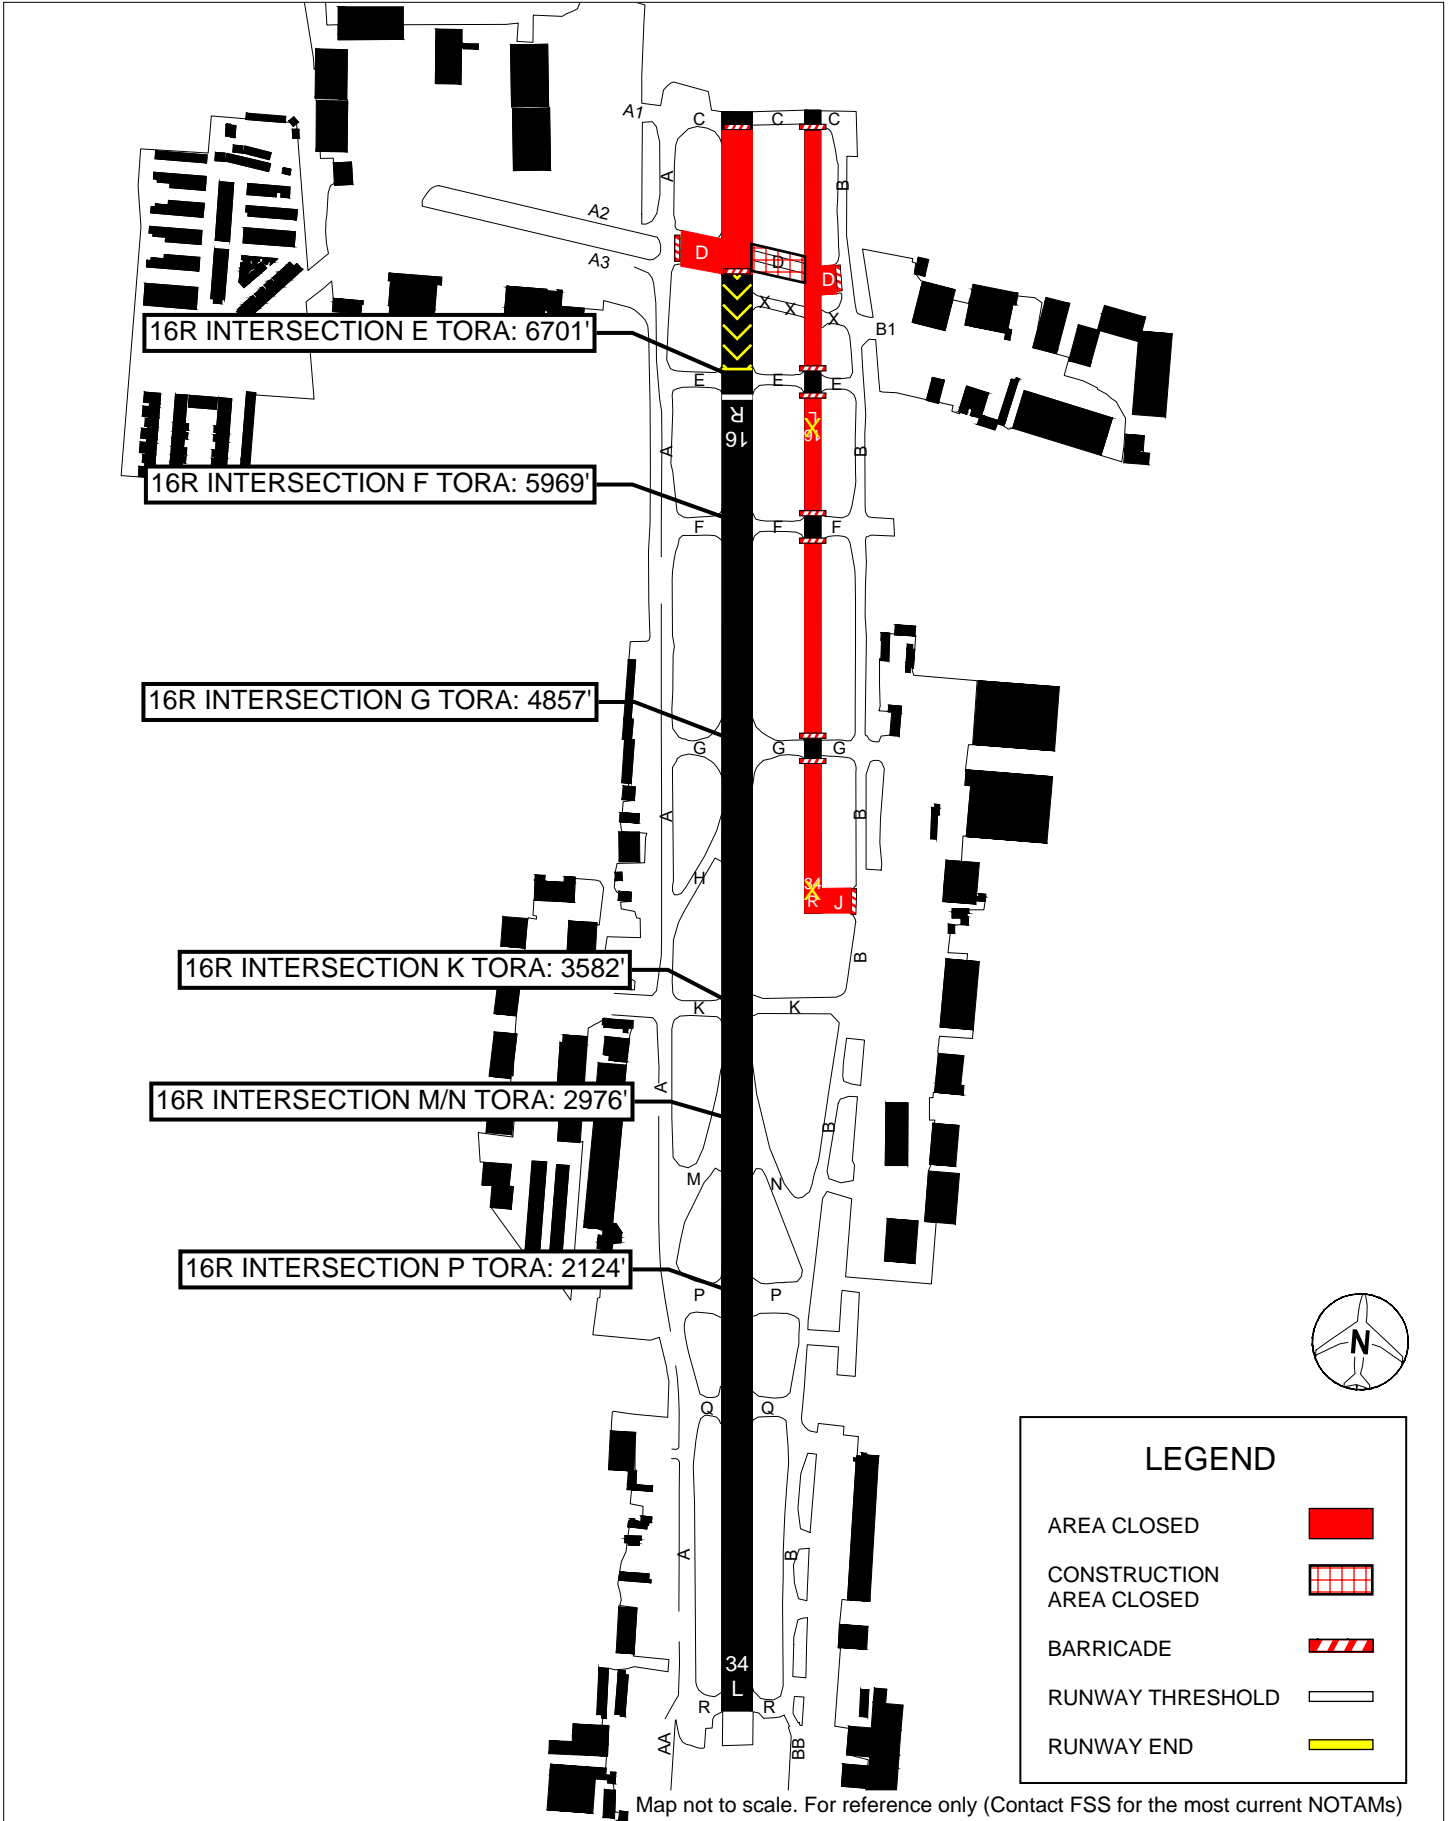 A1
C
C
C
A
B
A2
A3
D
D
D
X
X
X
B1
16R INTERSECTION E TORA: 6701'
E
E
E
16
R
16
L
X
A
B
16R INTERSECTION F TORA: 5969'
F
F
F
16R INTERSECTION G TORA: 4857'
G
G
G
A
B
H
34
R
X
J
B
16R INTERSECTION K TORA: 3582'
K
K
A
16R INTERSECTION M/N TORA: 2976'
B
M
N
16R INTERSECTION P TORA: 2124'
P
P
N
Q
Q
A
B
34
L
R
R
AA
BB
LEGEND
AREA CLOSED
CONSTRUCTION
AREA CLOSED
BARRICADE
RUNWAY THRESHOLD
RUNWAY END
Map not to scale. For reference only (Contact FSS for the most current NOTAMs)